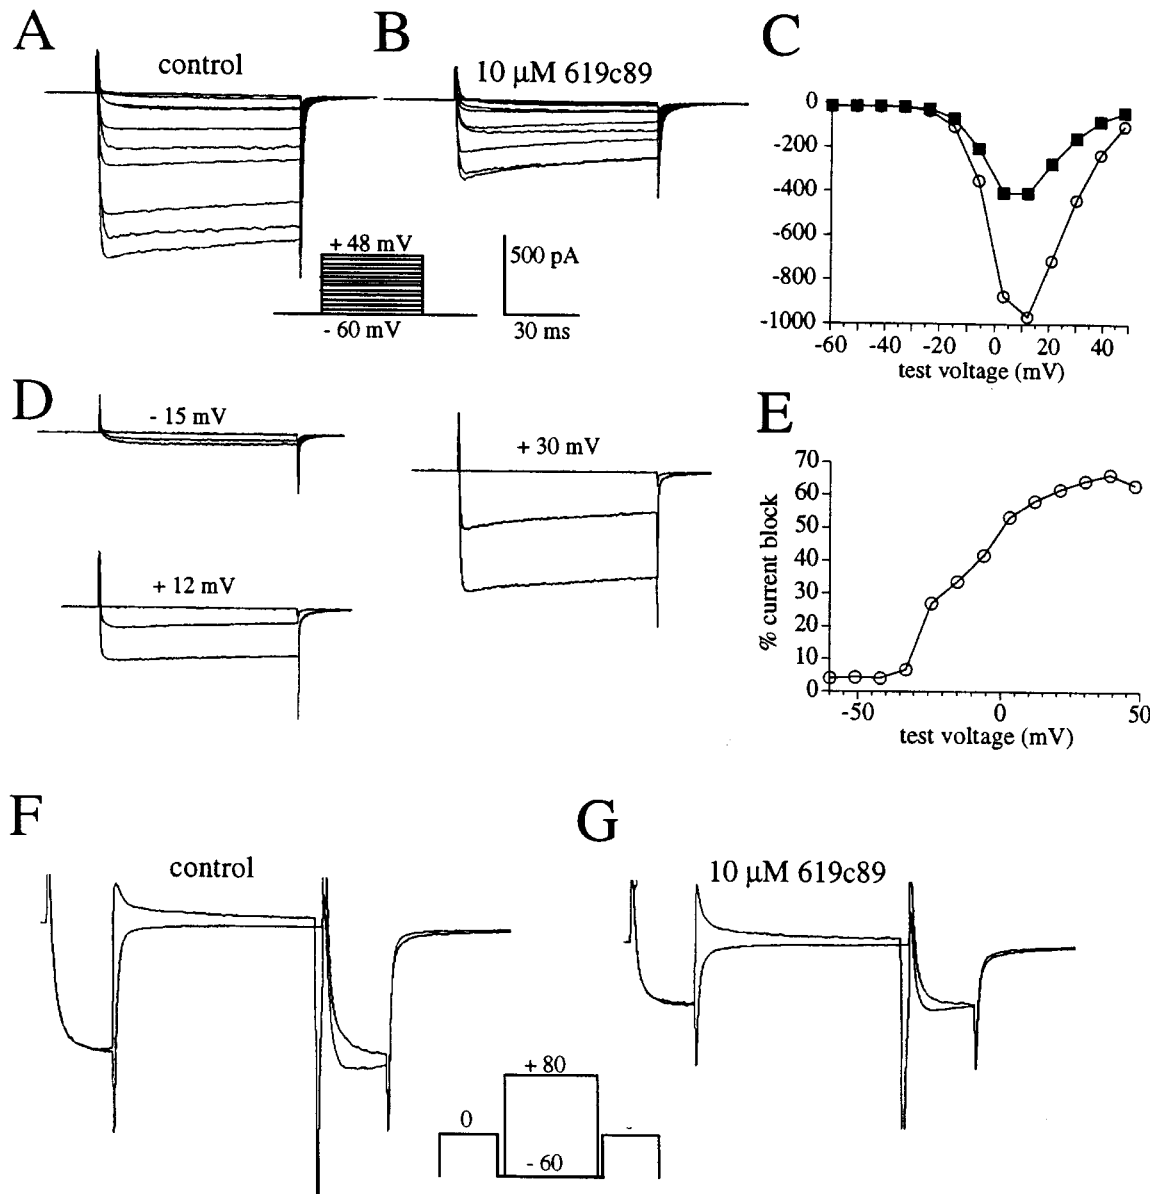 A
control
B
10 µM 619c89
+ 48 mV
- 60 mV
500 pA
30 ms
C
0
-200
-400
-600
-800
-1000
-60 -40 -20 0 20 40
test voltage (mV)
D
- 15 mV
+ 12 mV
+ 30 mV
E
70
60
50
40
30
20
10
0
% current block
-50 0 50
test voltage (mV)
F
control
G
10 µM 619c89
+ 80
0
- 60